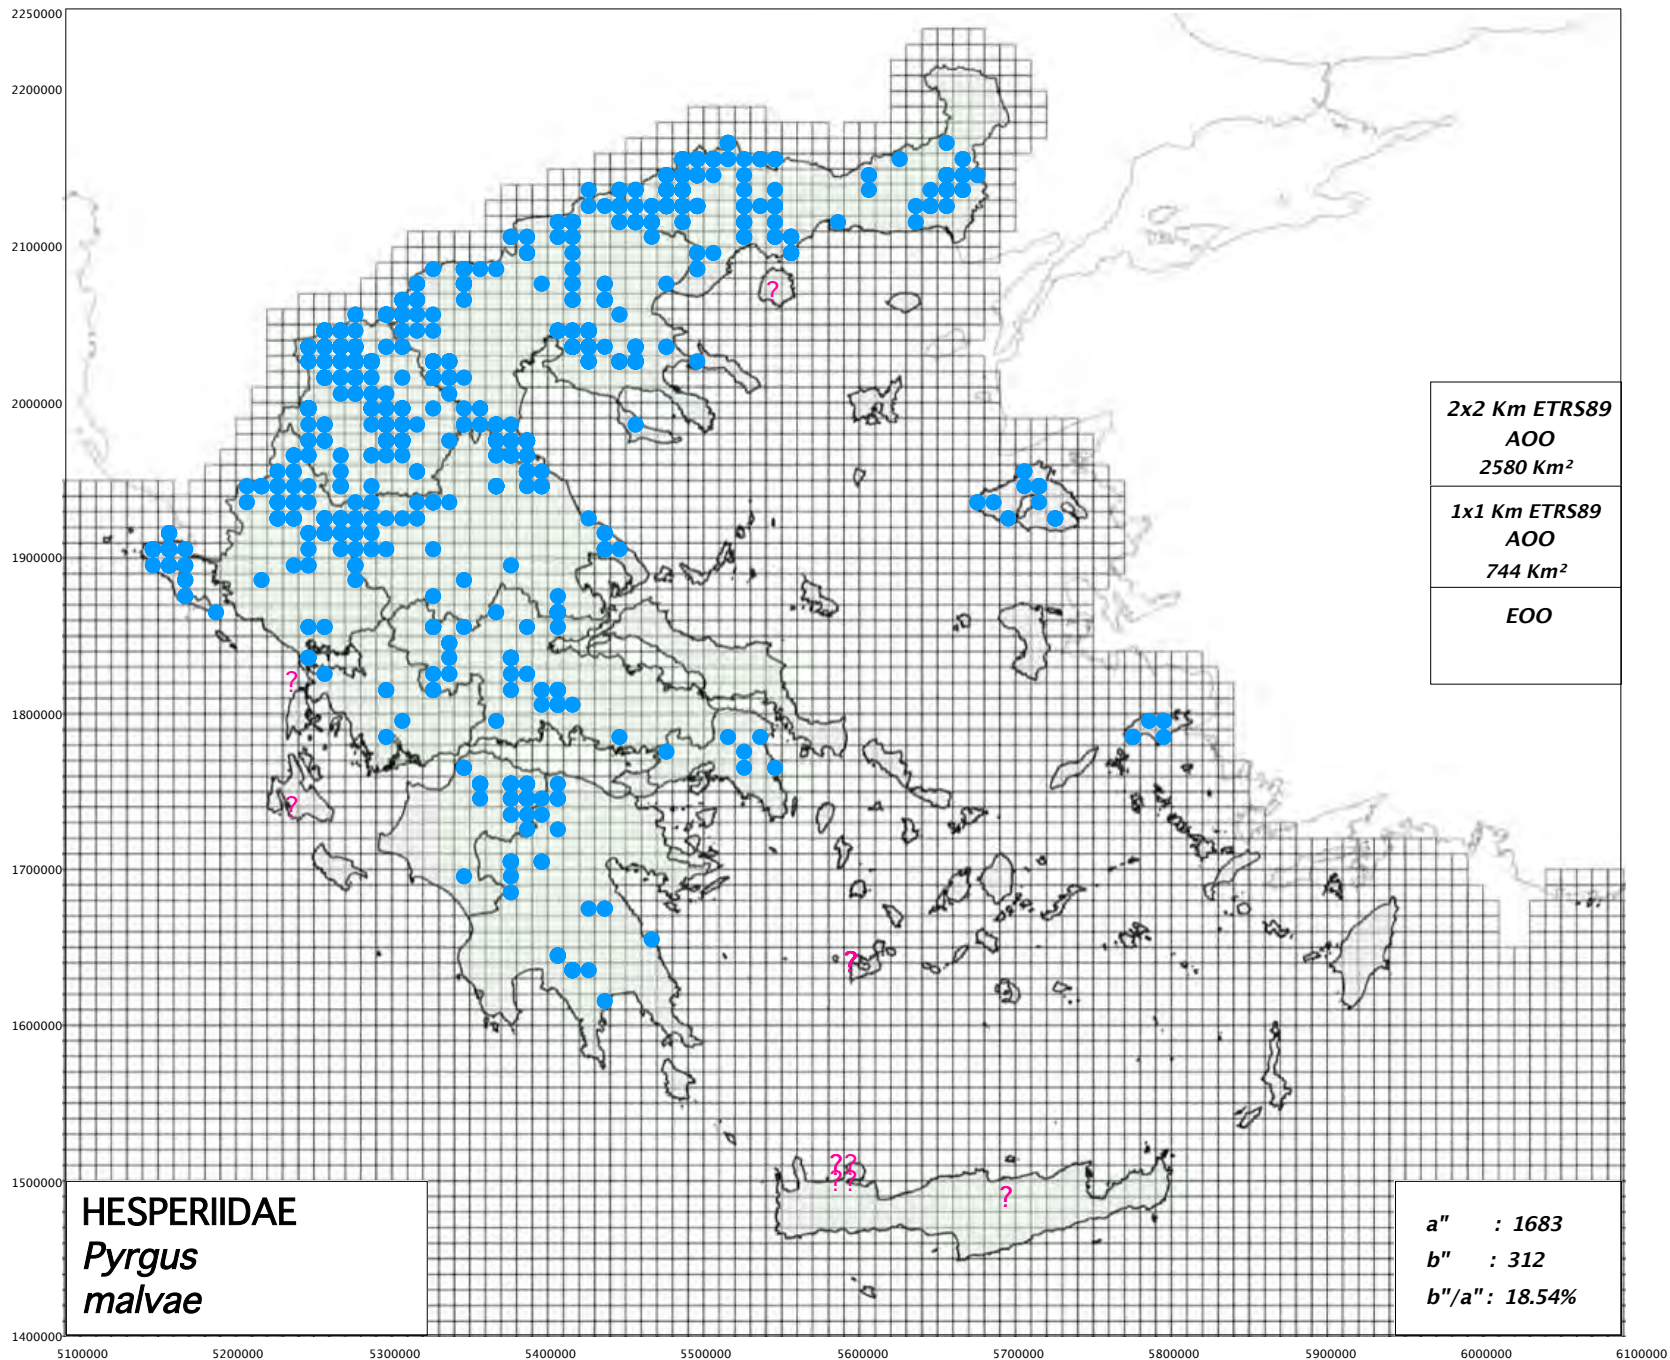 2250000
2200000
2100000
2000000
1900000
1800000
1700000
1600000
1500000
1400000
5100000 5200000 5300000 5400000 5500000 5600000 5700000 5800000 5900000 6000000 6100000
?
?
?
?
??
??
?
2x2 Km ETRS89
AOO
2580 Km²
1x1 Km ETRS89
AOO
744 Km²
EOO
HESPERIIDAE
Pyrgus
malvae
a" : 1683
b" : 312
b"/a" : 18.54%